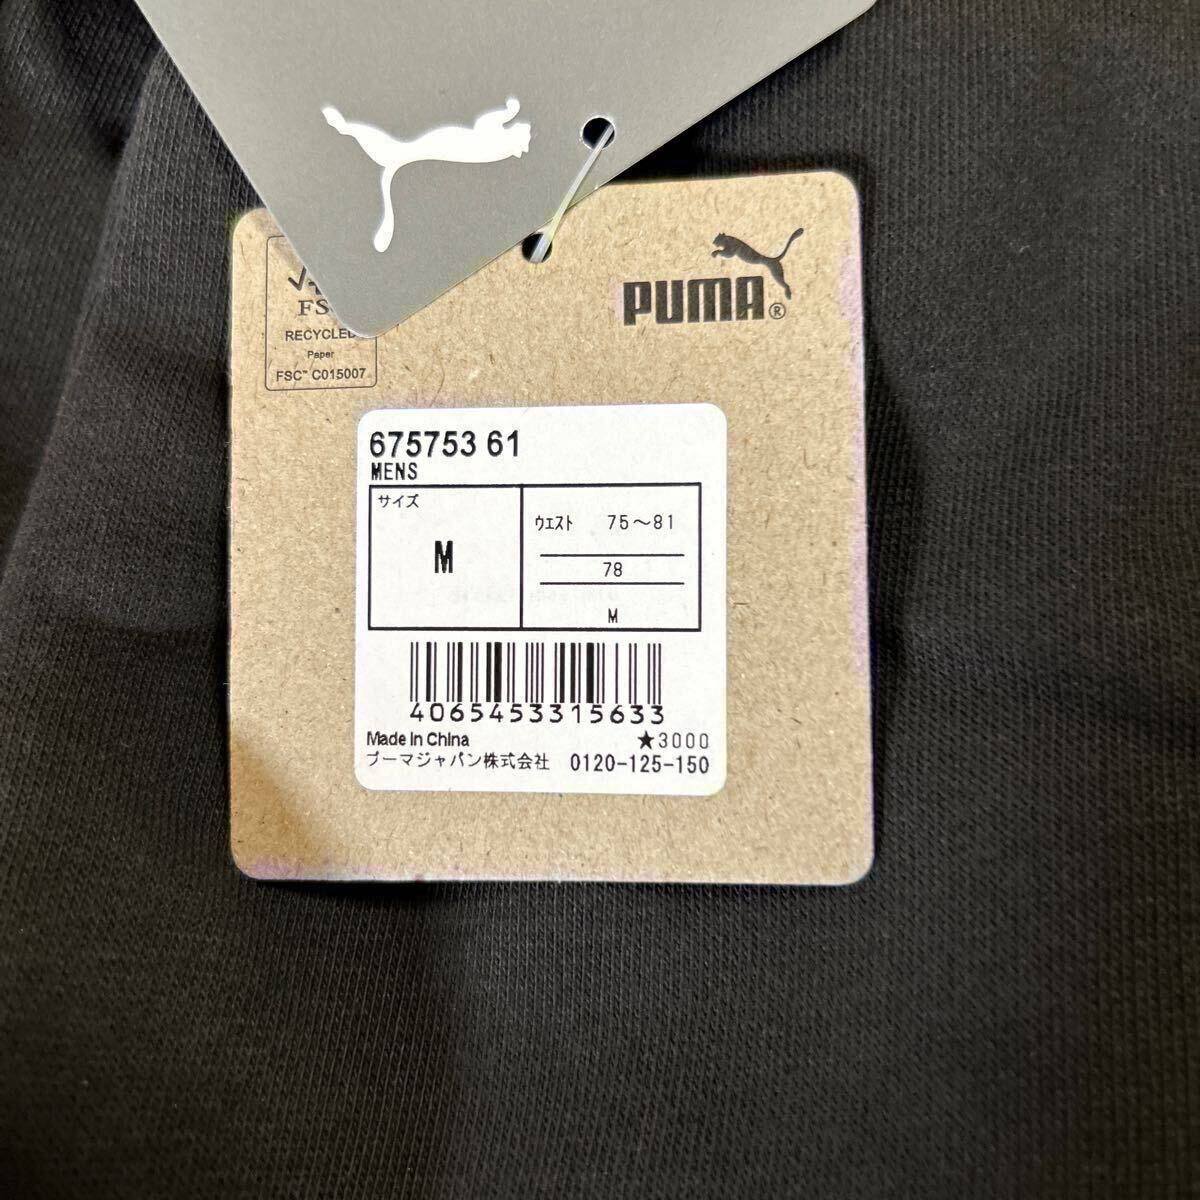 PUMA®
RECYCLED
Paper
FSC™ C015007
675753 61
MENS
サイズ
M
ウエスト 75～81
78
M
4065453315633
Made in China ★3000
プーマジャパン株式会社 0120-125-150